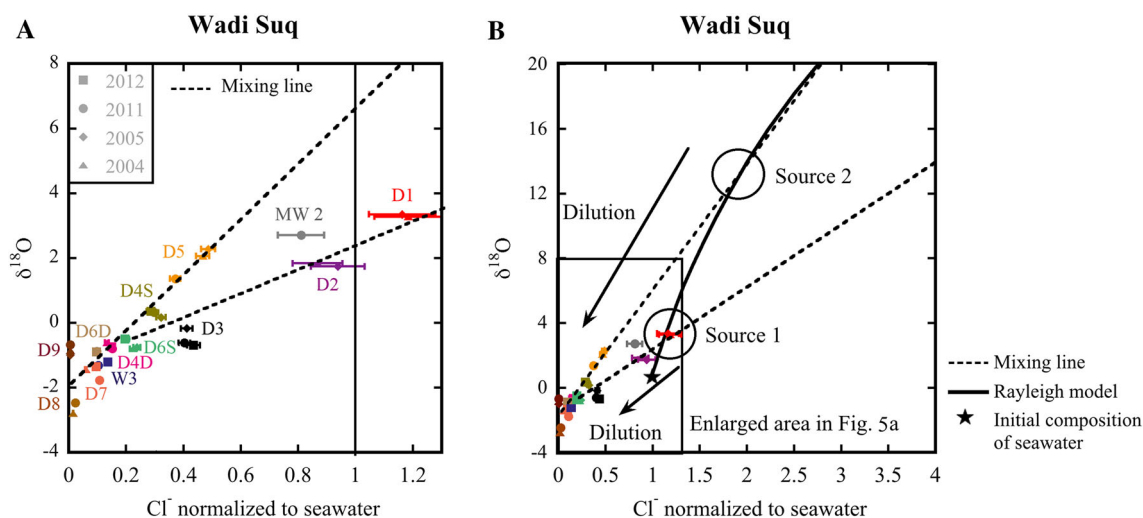 Wadi Suq
A
8
6
4
2
0
-2
-4
δ¹⁸O
2012
2011
2005
2004
Mixing line
D1
MW 2
D5
D2
D4S
D3
D6D
D6S
D9
D4D
W3
D7
D8
0
0.2
0.4
0.6
0.8
1
1.2
Cl⁻ normalized to seawater
Wadi Suq
B
20
16
12
8
4
0
-4
δ¹⁸O
Source 2
Dilution
Source 1
Dilution
Enlarged area in Fig. 5a
0
0.5
1
1.5
2
2.5
3
3.5
4
Cl⁻ normalized to seawater
Mixing line
Rayleigh model
Initial composition
of seawater